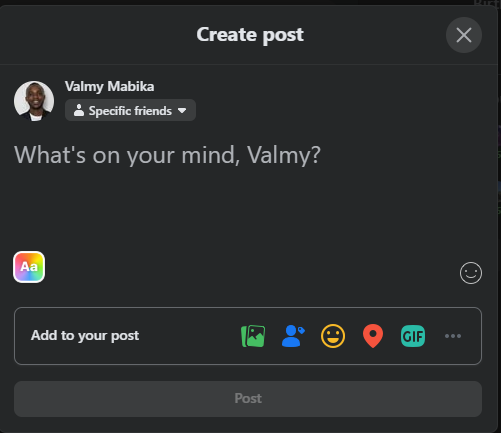 Create post
Valmy Mabika
Specific friends
What's on your mind, Valmy?
Aa
Add to your post
GIF
Post